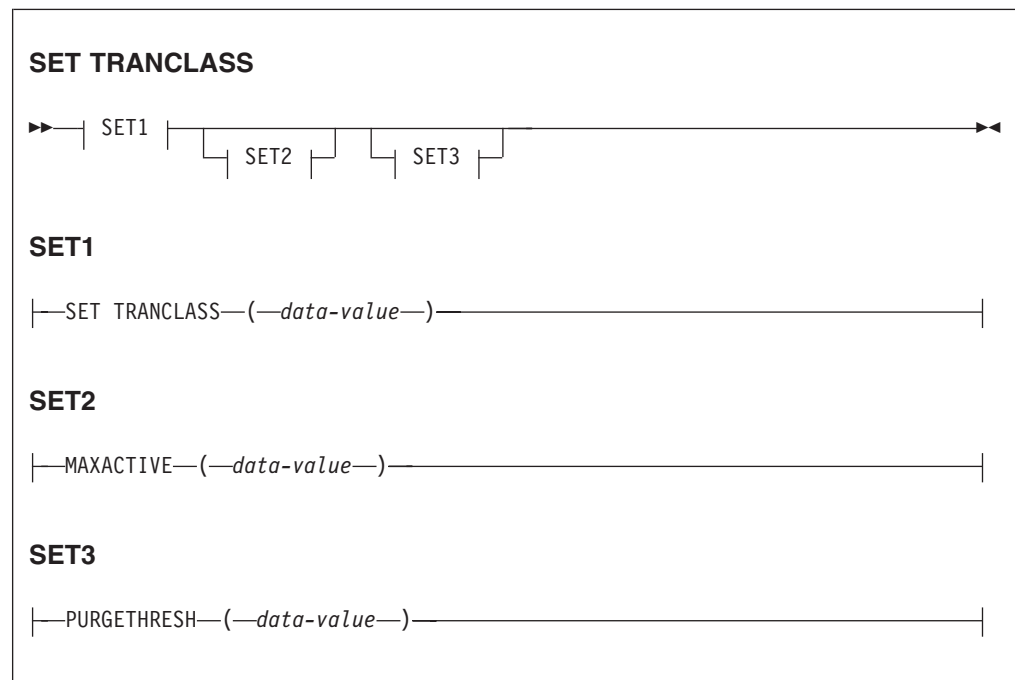 SET TRANCLASS
SET1
SET2 SET3
SET1
SET TRANCLASS ( data-value )
SET2
MAXACTIVE ( data-value )
SET3
PURGETHRESH ( data-value )